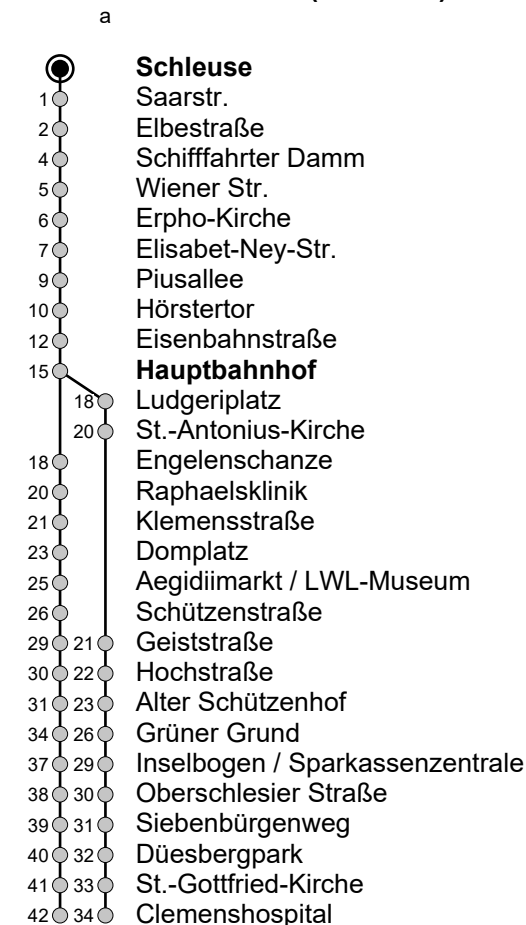 a
Schleuse
1 Saarstr.
2 Elbestraße
4 Schifffahrter Damm
5 Wiener Str.
6 Erpho-Kirche
7 Elisabet-Ney-Str.
9 Piusallee
10 Hörstertor
12 Eisenbahnstraße
15 Hauptbahnhof
18 Ludgeriplatz
20 St.-Antonius-Kirche
18 Engelenschanze
20 Raphaelsklinik
21 Klemensstraße
23 Domplatz
25 Aegidiimarkt / LWL-Museum
26 Schützenstraße
29 21 Geiststraße
30 22 Hochstraße
31 23 Alter Schützenhof
34 26 Grüner Grund
37 29 Inselbogen / Sparkassenzentrale
38 30 Oberschlesier Straße
39 31 Siebenbürgenweg
40 32 Düesbergpark
41 33 St.-Gottfried-Kirche
42 34 Clemenshospital